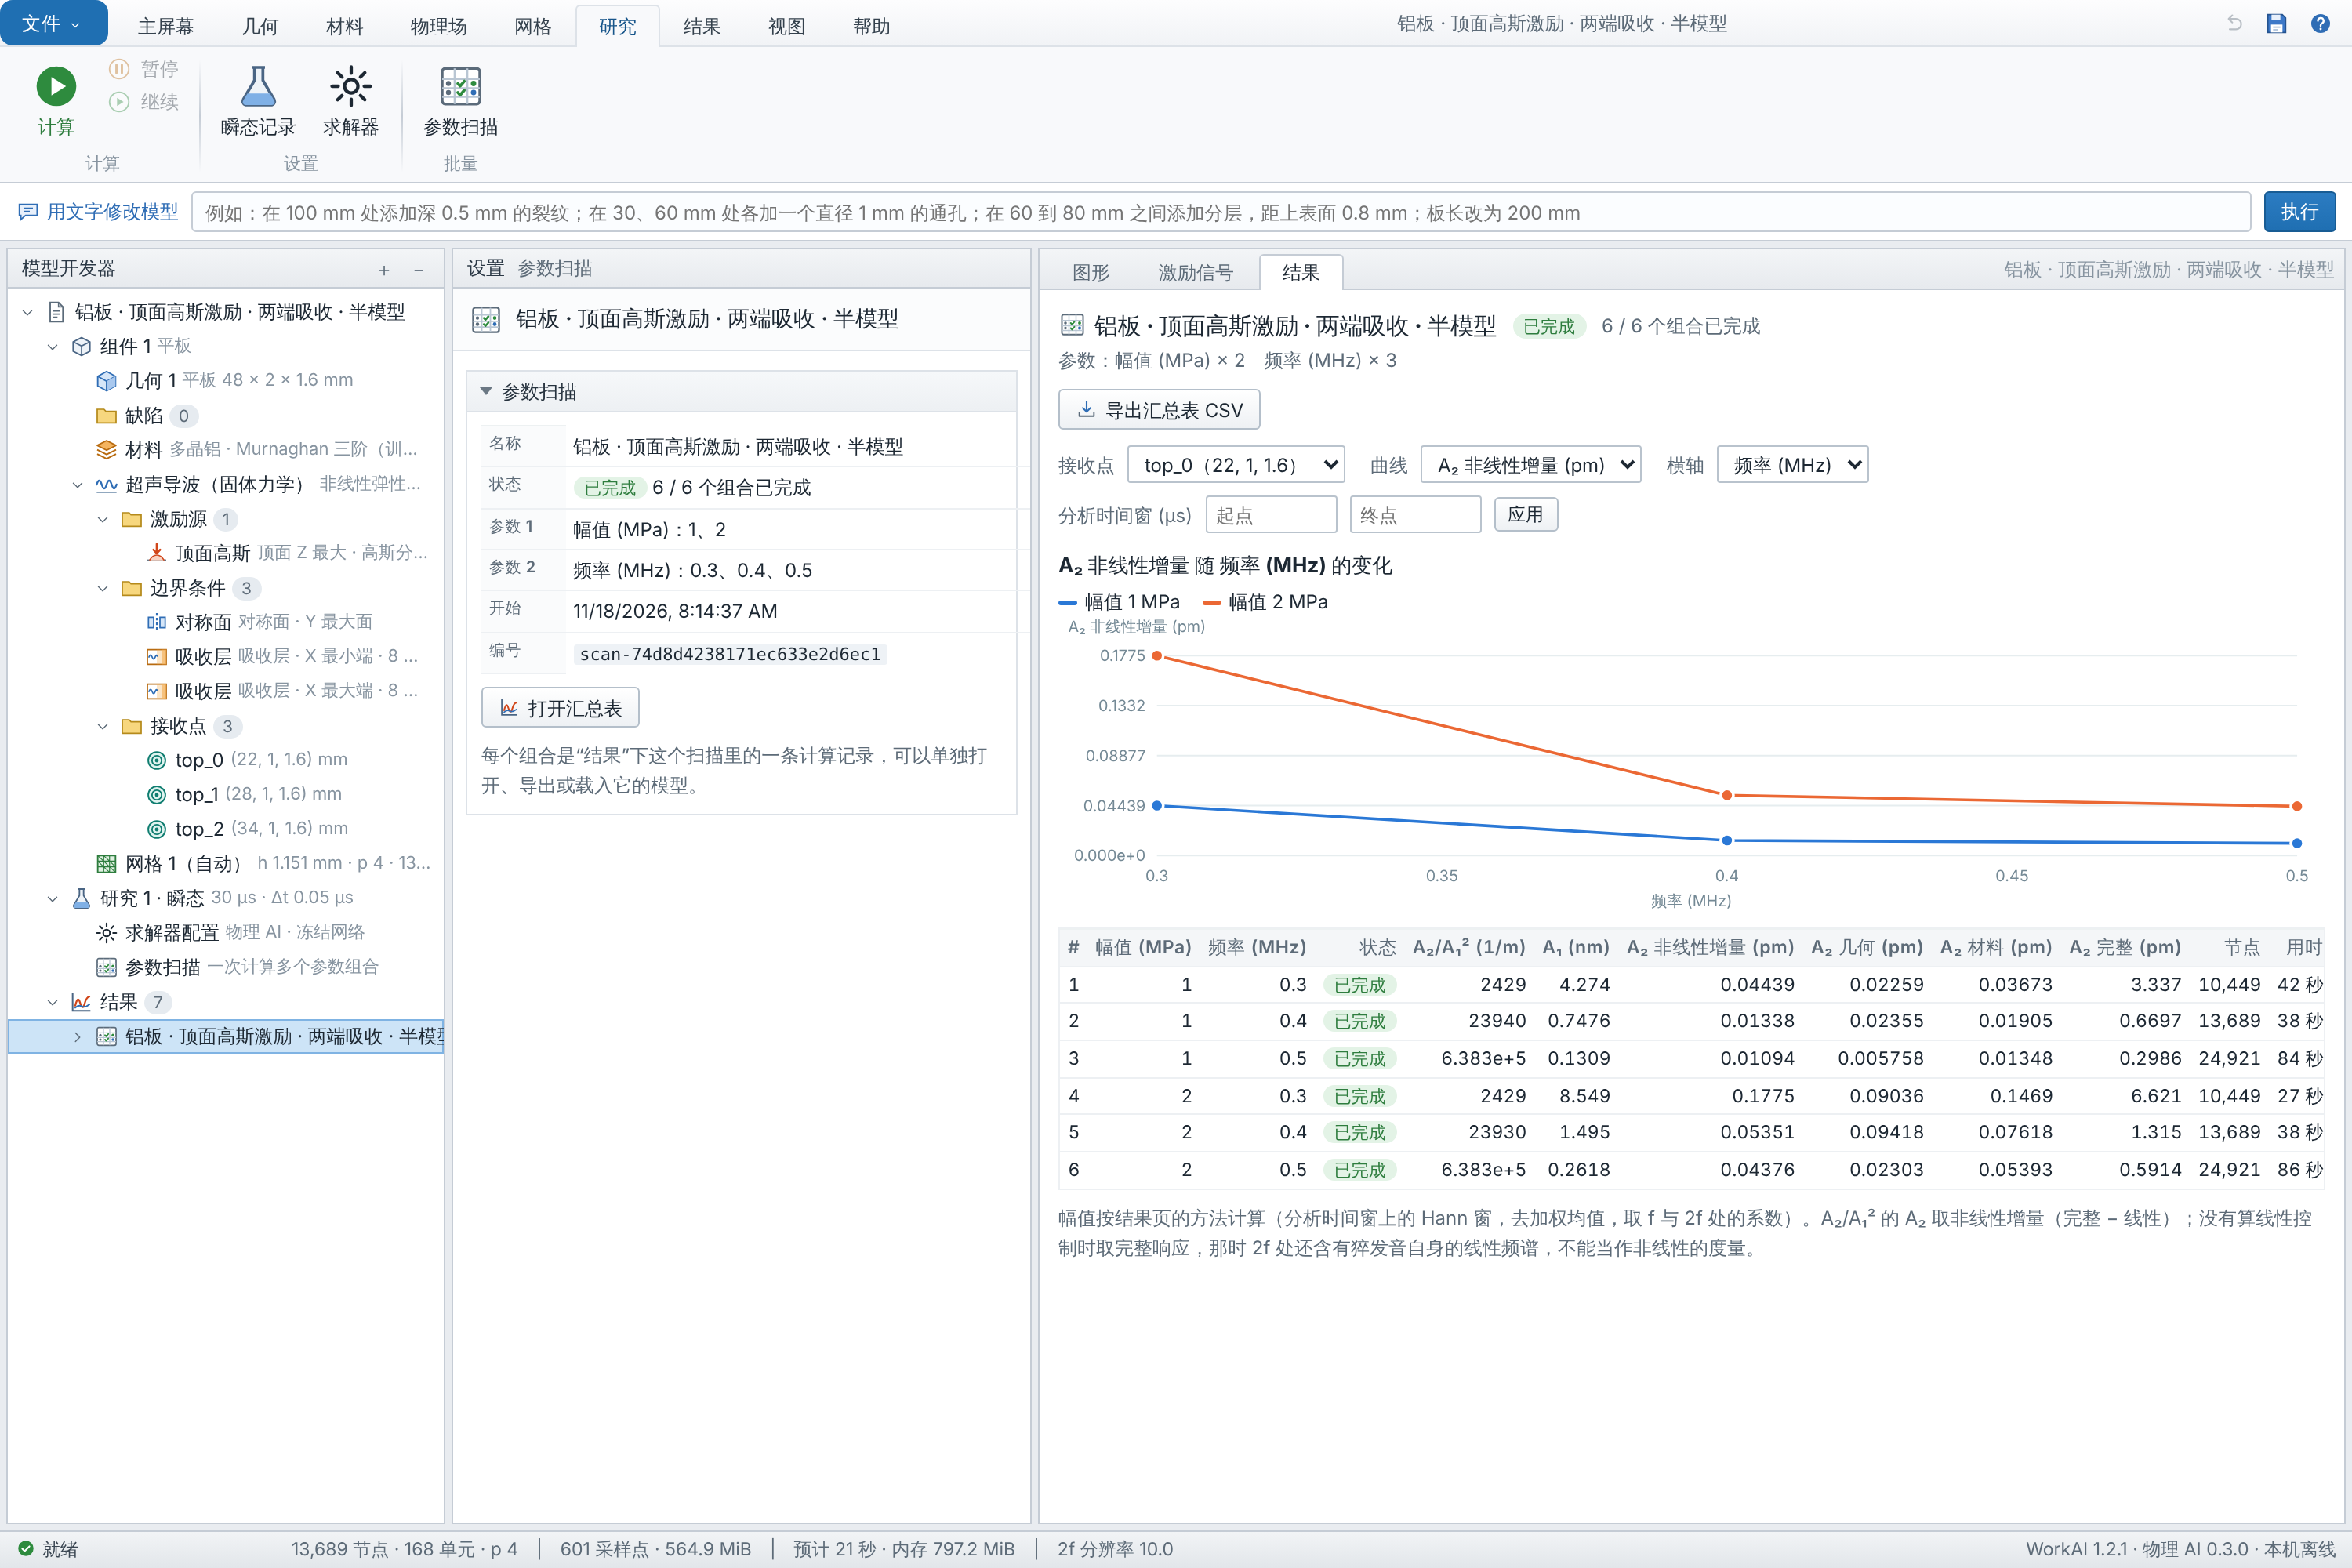 文件 主屏幕 几何 材料 物理场 网格 研究 结果 视图 帮助 铝板 · 顶面高斯激励 · 两端吸收 · 半模型
计算 暂停 继续 瞬态记录 求解器 参数扫描
计算 设置 批量
用文字修改模型 例如：在 100 mm 处添加深 0.5 mm 的裂纹；在 30、60 mm 处各加一个直径 1 mm 的通孔；在 60 到 80 mm 之间添加分层，距上表面 0.8 mm；板长改为 200 mm 执行
模型开发器 + −
铝板 · 顶面高斯激励 · 两端吸收 · 半模型
组件 1 平板
几何 1 平板 48 × 2 × 1.6 mm
缺陷 0
材料 多晶铝 · Murnaghan 三阶（训...
超声导波（固体力学） 非线性弹性...
激励源 1
顶面高斯 顶面 Z 最大 · 高斯分...
边界条件 3
对称面 对称面 · Y 最大面
吸收层 吸收层 · X 最小端 · 8 ...
吸收层 吸收层 · X 最大端 · 8 ...
接收点 3
top_0 (22, 1, 1.6) mm
top_1 (28, 1, 1.6) mm
top_2 (34, 1, 1.6) mm
网格 1（自动） h 1.151 mm · p 4 · 13...
研究 1 · 瞬态 30 µs · Δt 0.05 µs
求解器配置 物理 AI · 冻结网络
参数扫描 一次计算多个参数组合
结果 7
铝板 · 顶面高斯激励 · 两端吸收 · 半模型
设置 参数扫描
铝板 · 顶面高斯激励 · 两端吸收 · 半模型
参数扫描
名称 铝板 · 顶面高斯激励 · 两端吸收 · 半模型
状态 已完成 6 / 6 个组合已完成
参数 1 幅值 (MPa)：1、2
参数 2 频率 (MHz)：0.3、0.4、0.5
开始 11/18/2026, 8:14:37 AM
编号 scan-74d8d4238171ec633e2d6ec1
打开汇总表
每个组合是“结果”下这个扫描里的一条计算记录，可以单独打
开、导出或载入它的模型。
图形 激励信号 结果 铝板 · 顶面高斯激励 · 两端吸收 · 半模型
铝板 · 顶面高斯激励 · 两端吸收 · 半模型 已完成 6 / 6 个组合已完成
参数：幅值 (MPa) × 2 频率 (MHz) × 3
导出汇总表 CSV
接收点 top_0（22, 1, 1.6） 曲线 A₂ 非线性增量 (pm) 横轴 频率 (MHz)
分析时间窗 (µs) 起点 终点 应用
A₂ 非线性增量 随 频率 (MHz) 的变化
幅值 1 MPa 幅值 2 MPa
A₂ 非线性增量 (pm)
0.1775
0.1332
0.08877
0.04439
0.000e+0
0.3 0.35 0.4 0.45 0.5
频率 (MHz)
# 幅值 (MPa) 频率 (MHz) 状态 A₂/A₁² (1/m) A₁ (nm) A₂ 非线性增量 (pm) A₂ 几何 (pm) A₂ 材料 (pm) A₂ 完整 (pm) 节点 用时
1 1 0.3 已完成 2429 4.274 0.04439 0.02259 0.03673 3.337 10,449 42 秒
2 1 0.4 已完成 23940 0.7476 0.01338 0.02355 0.01905 0.6697 13,689 38 秒
3 1 0.5 已完成 6.383e+5 0.1309 0.01094 0.005758 0.01348 0.2986 24,921 84 秒
4 2 0.3 已完成 2429 8.549 0.1775 0.09036 0.1469 6.621 10,449 27 秒
5 2 0.4 已完成 23930 1.495 0.05351 0.09418 0.07618 1.315 13,689 38 秒
6 2 0.5 已完成 6.383e+5 0.2618 0.04376 0.02303 0.05393 0.5914 24,921 86 秒
幅值按结果页的方法计算（分析时间窗上的 Hann 窗，去加权均值，取 f 与 2f 处的系数）。A₂/A₁² 的 A₂ 取非线性增量（完整 − 线性）；没有算线性控
制时取完整响应，那时 2f 处还含有猝发音自身的线性频谱，不能当作非线性的度量。
就绪 13,689 节点 · 168 单元 · p 4 601 采样点 · 564.9 MiB 预计 21 秒 · 内存 797.2 MiB 2f 分辨率 10.0 WorkAI 1.2.1 · 物理 AI 0.3.0 · 本机离线